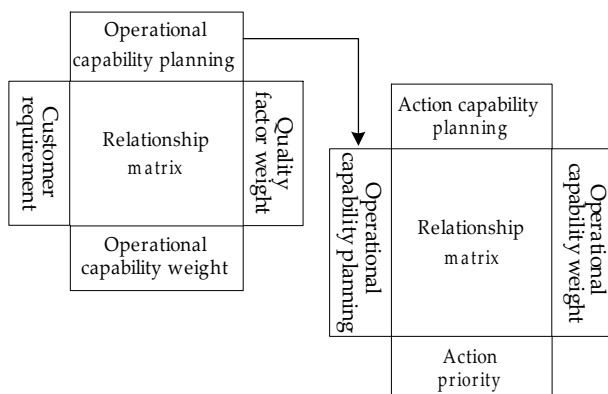 Operational
capability planning
Customer
requirement
Relationship
matrix
Quality
factor weight
Operational
capability weight
Action capability
planning
Operational
capability planning
Relationship
matrix
Operational
capability weight
Action
priority